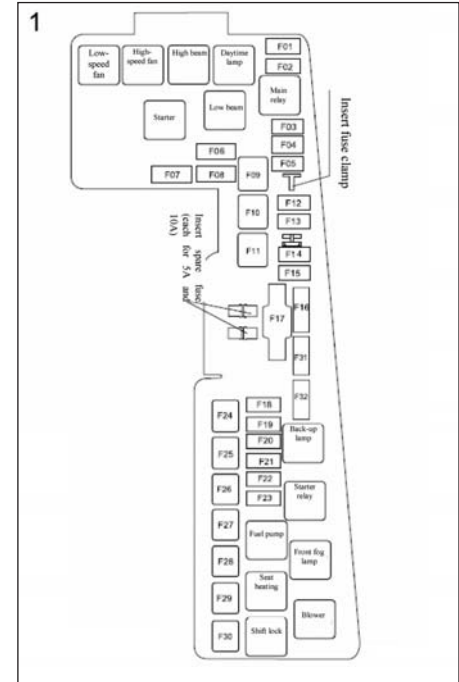 1
Low-
speed
fan
High-
speed fan
High beam
Daytime
lamp
F01
F02
Main
relay
Starter
Low beam
F03
F04
F05
Insert fuse clamp
F06
F07
F08
F09
F10
F11
F12
F13
F14
F15
Insert spare fuse
(each for 5A and
10A)
F16
F17
F31
F32
F18
F19
F20
F21
F22
F23
F24
F25
F26
F27
F28
F29
F30
Back-up
lamp
Starter
relay
Fuel pump
Front fog
lamp
Seat
heating
Blower
Shift lock